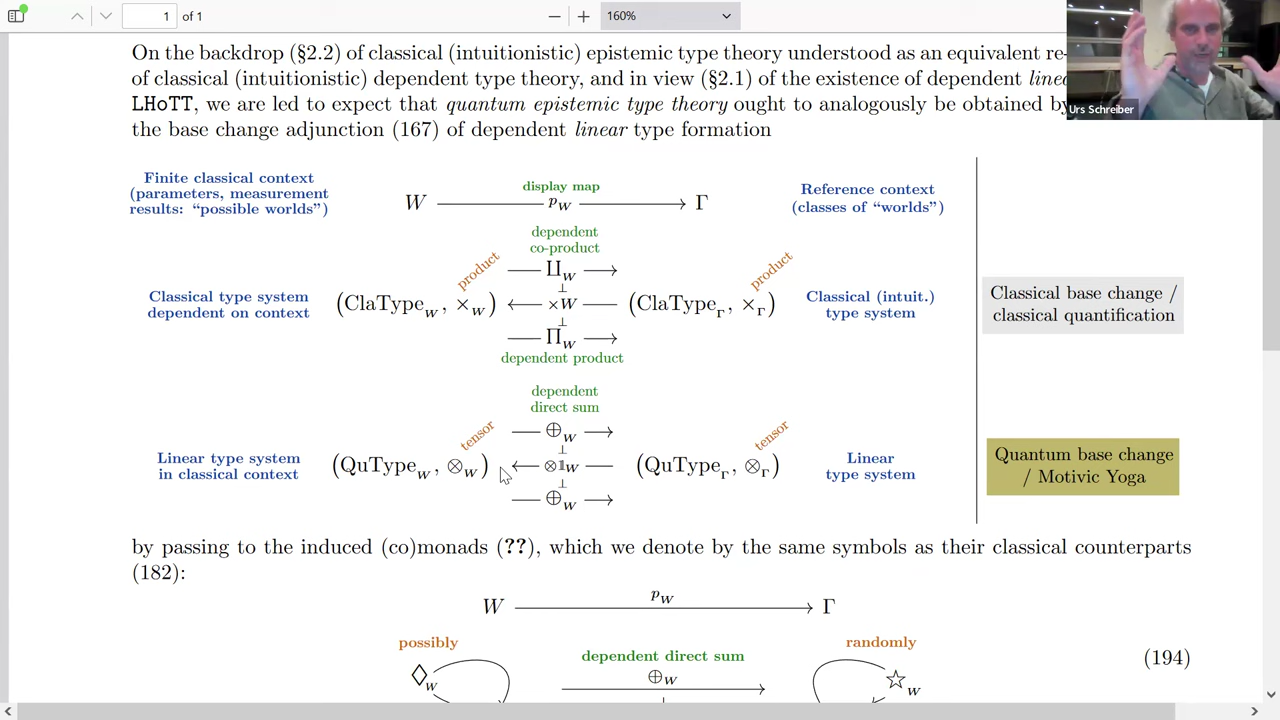 1 of 1
160%
On the backdrop (§2.2) of classical (intuitionistic) epistemic type theory understood as an equivalent re-
of classical (intuitionistic) dependent type theory, and in view (§2.1) of the existence of dependent
LHoTT, we are led to expect that quantum epistemic type theory ought to analogously be obtained
the base change adjunction (167) of dependent linear type formation
Urs Schreiber
Finite classical context
(parameters, measurement
results: “possible worlds”)
display map
W p_W Γ
Reference context
(classes of “worlds”)
dependent
co-product
product
∐_W
product
⊥
Classical type system
dependent on context
(ClaType_W, ×_W) ×W (ClaType_Γ, ×_Γ)
Classical (intuit.)
type system
⊥
∏_W
dependent product
Classical base change /
classical quantification
dependent
direct sum
tensor
⊕_W
tensor
⊥
Linear type system
in classical context
(QuType_W, ⊗_W) ⊗𝟙_W (QuType_Γ, ⊗_Γ)
Linear
type system
⊥
⊕_W
Quantum base change
/ Motivic Yoga
by passing to the induced (co)monads (??), which we denote by the same symbols as their classical counterparts
(182):
W p_W Γ
possibly
randomly
dependent direct sum
(194)
◇_W ⊕_W ☆_W